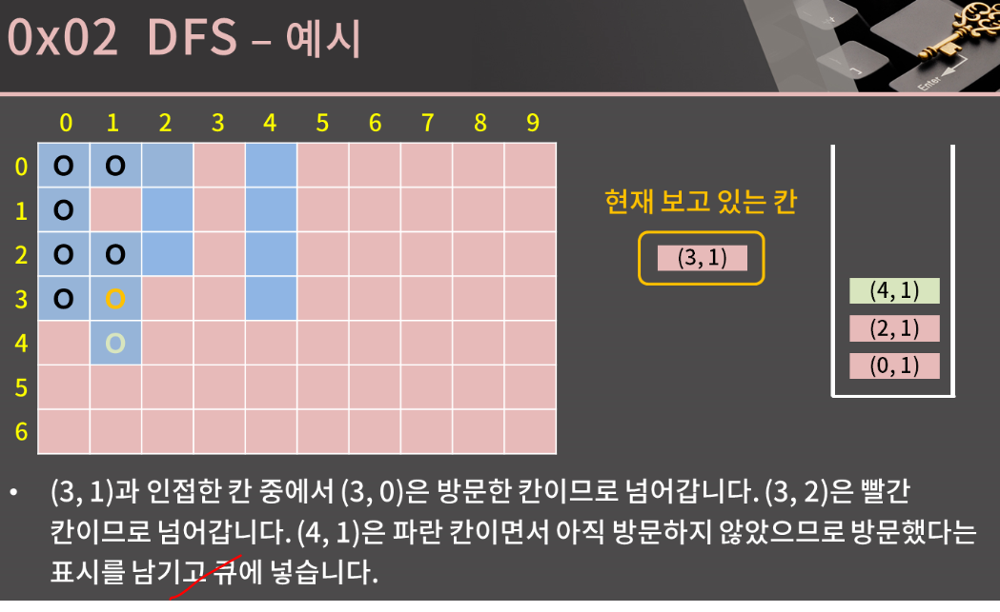 0x02 DFS – 예시
Enter
0 1 2 3 4 5 6 7 8 9
0 O O
1 O
2 O O
3 O O
4 O
5
6
현재 보고 있는 칸
(3, 1)
(4, 1)
(2, 1)
(0, 1)
• (3, 1)과 인접한 칸 중에서 (3, 0)은 방문한 칸이므로 넘어갑니다. (3, 2)은 빨간
칸이므로 넘어갑니다. (4, 1)은 파란 칸이면서 아직 방문하지 않았으므로 방문했다는
표시를 남기고 큐에 넣습니다.